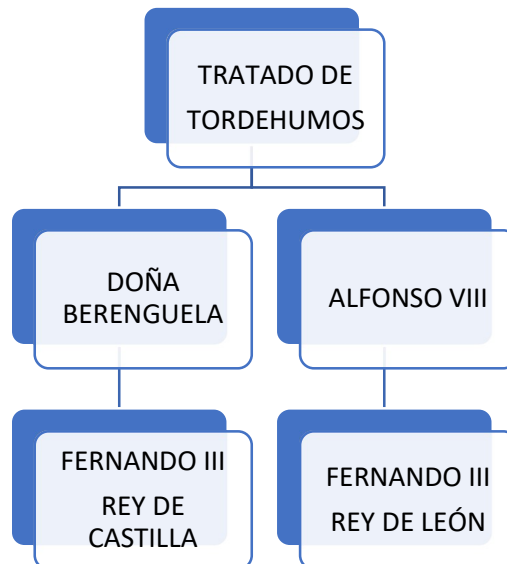 TRATADO DE
TORDEHUMOS
DOÑA
BERENGUELA
ALFONSO VIII
FERNANDO III
REY DE
CASTILLA
FERNANDO III
REY DE LEÓN